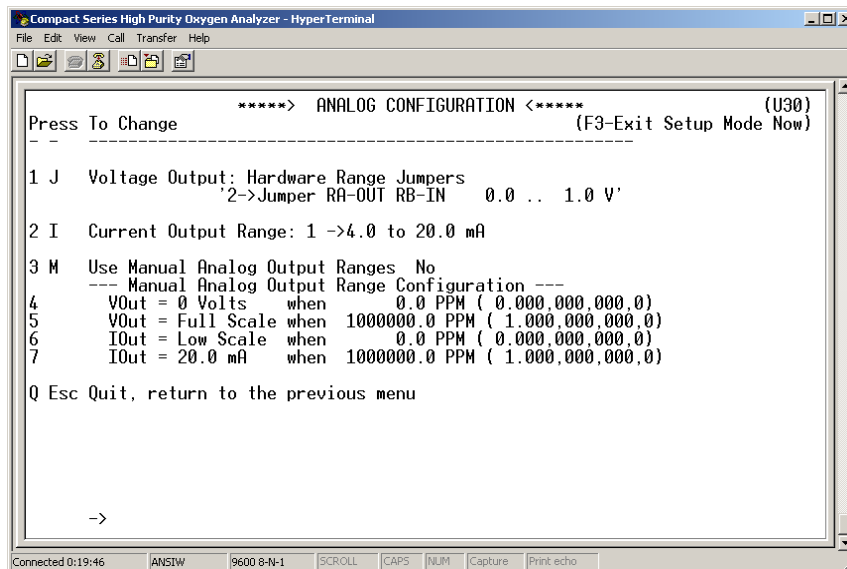 Compact Series High Purity Oxygen Analyzer - HyperTerminal
File Edit View Call Transfer Help
*****> ANALOG CONFIGURATION <***** (U30)
Press To Change (F3-Exit Setup Mode Now)
- - -------------------------------------------------------
1 J Voltage Output: Hardware Range Jumpers
'2->Jumper RA-OUT RB-IN 0.0 .. 1.0 V'
2 I Current Output Range: 1 ->4.0 to 20.0 mA
3 M Use Manual Analog Output Ranges No
--- Manual Analog Output Range Configuration ---
4 VOut = 0 Volts when 0.0 PPM ( 0.000,000,000,0)
5 VOut = Full Scale when 1000000.0 PPM ( 1.000,000,000,0)
6 IOut = Low Scale when 0.0 PPM ( 0.000,000,000,0)
7 IOut = 20.0 mA when 1000000.0 PPM ( 1.000,000,000,0)
Q Esc Quit, return to the previous menu
->
Connected 0:19:46 ANSIW 9600 8-N-1 SCROLL CAPS NUM Capture Print echo